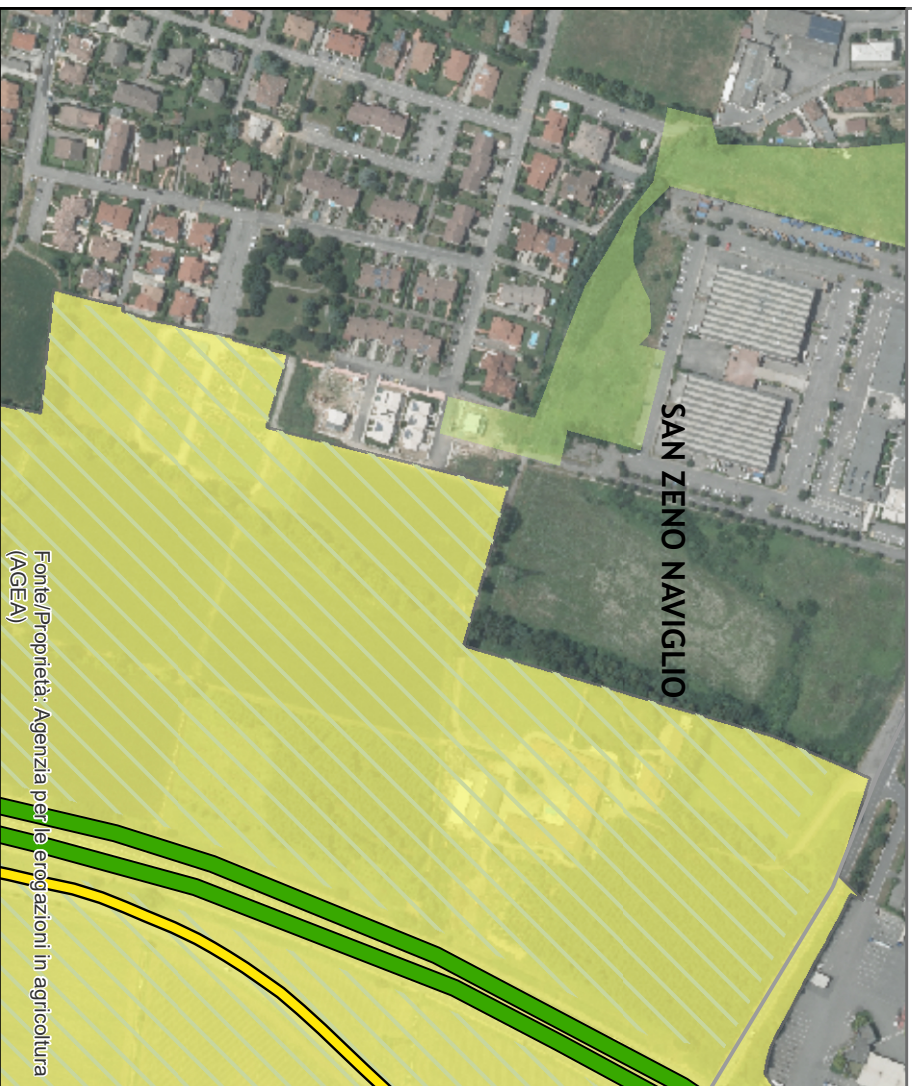 SAN ZENO NAVIGLIO
Fonte/Proprietà: Agenzia per le erogazioni in agricoltura
(AGEA)